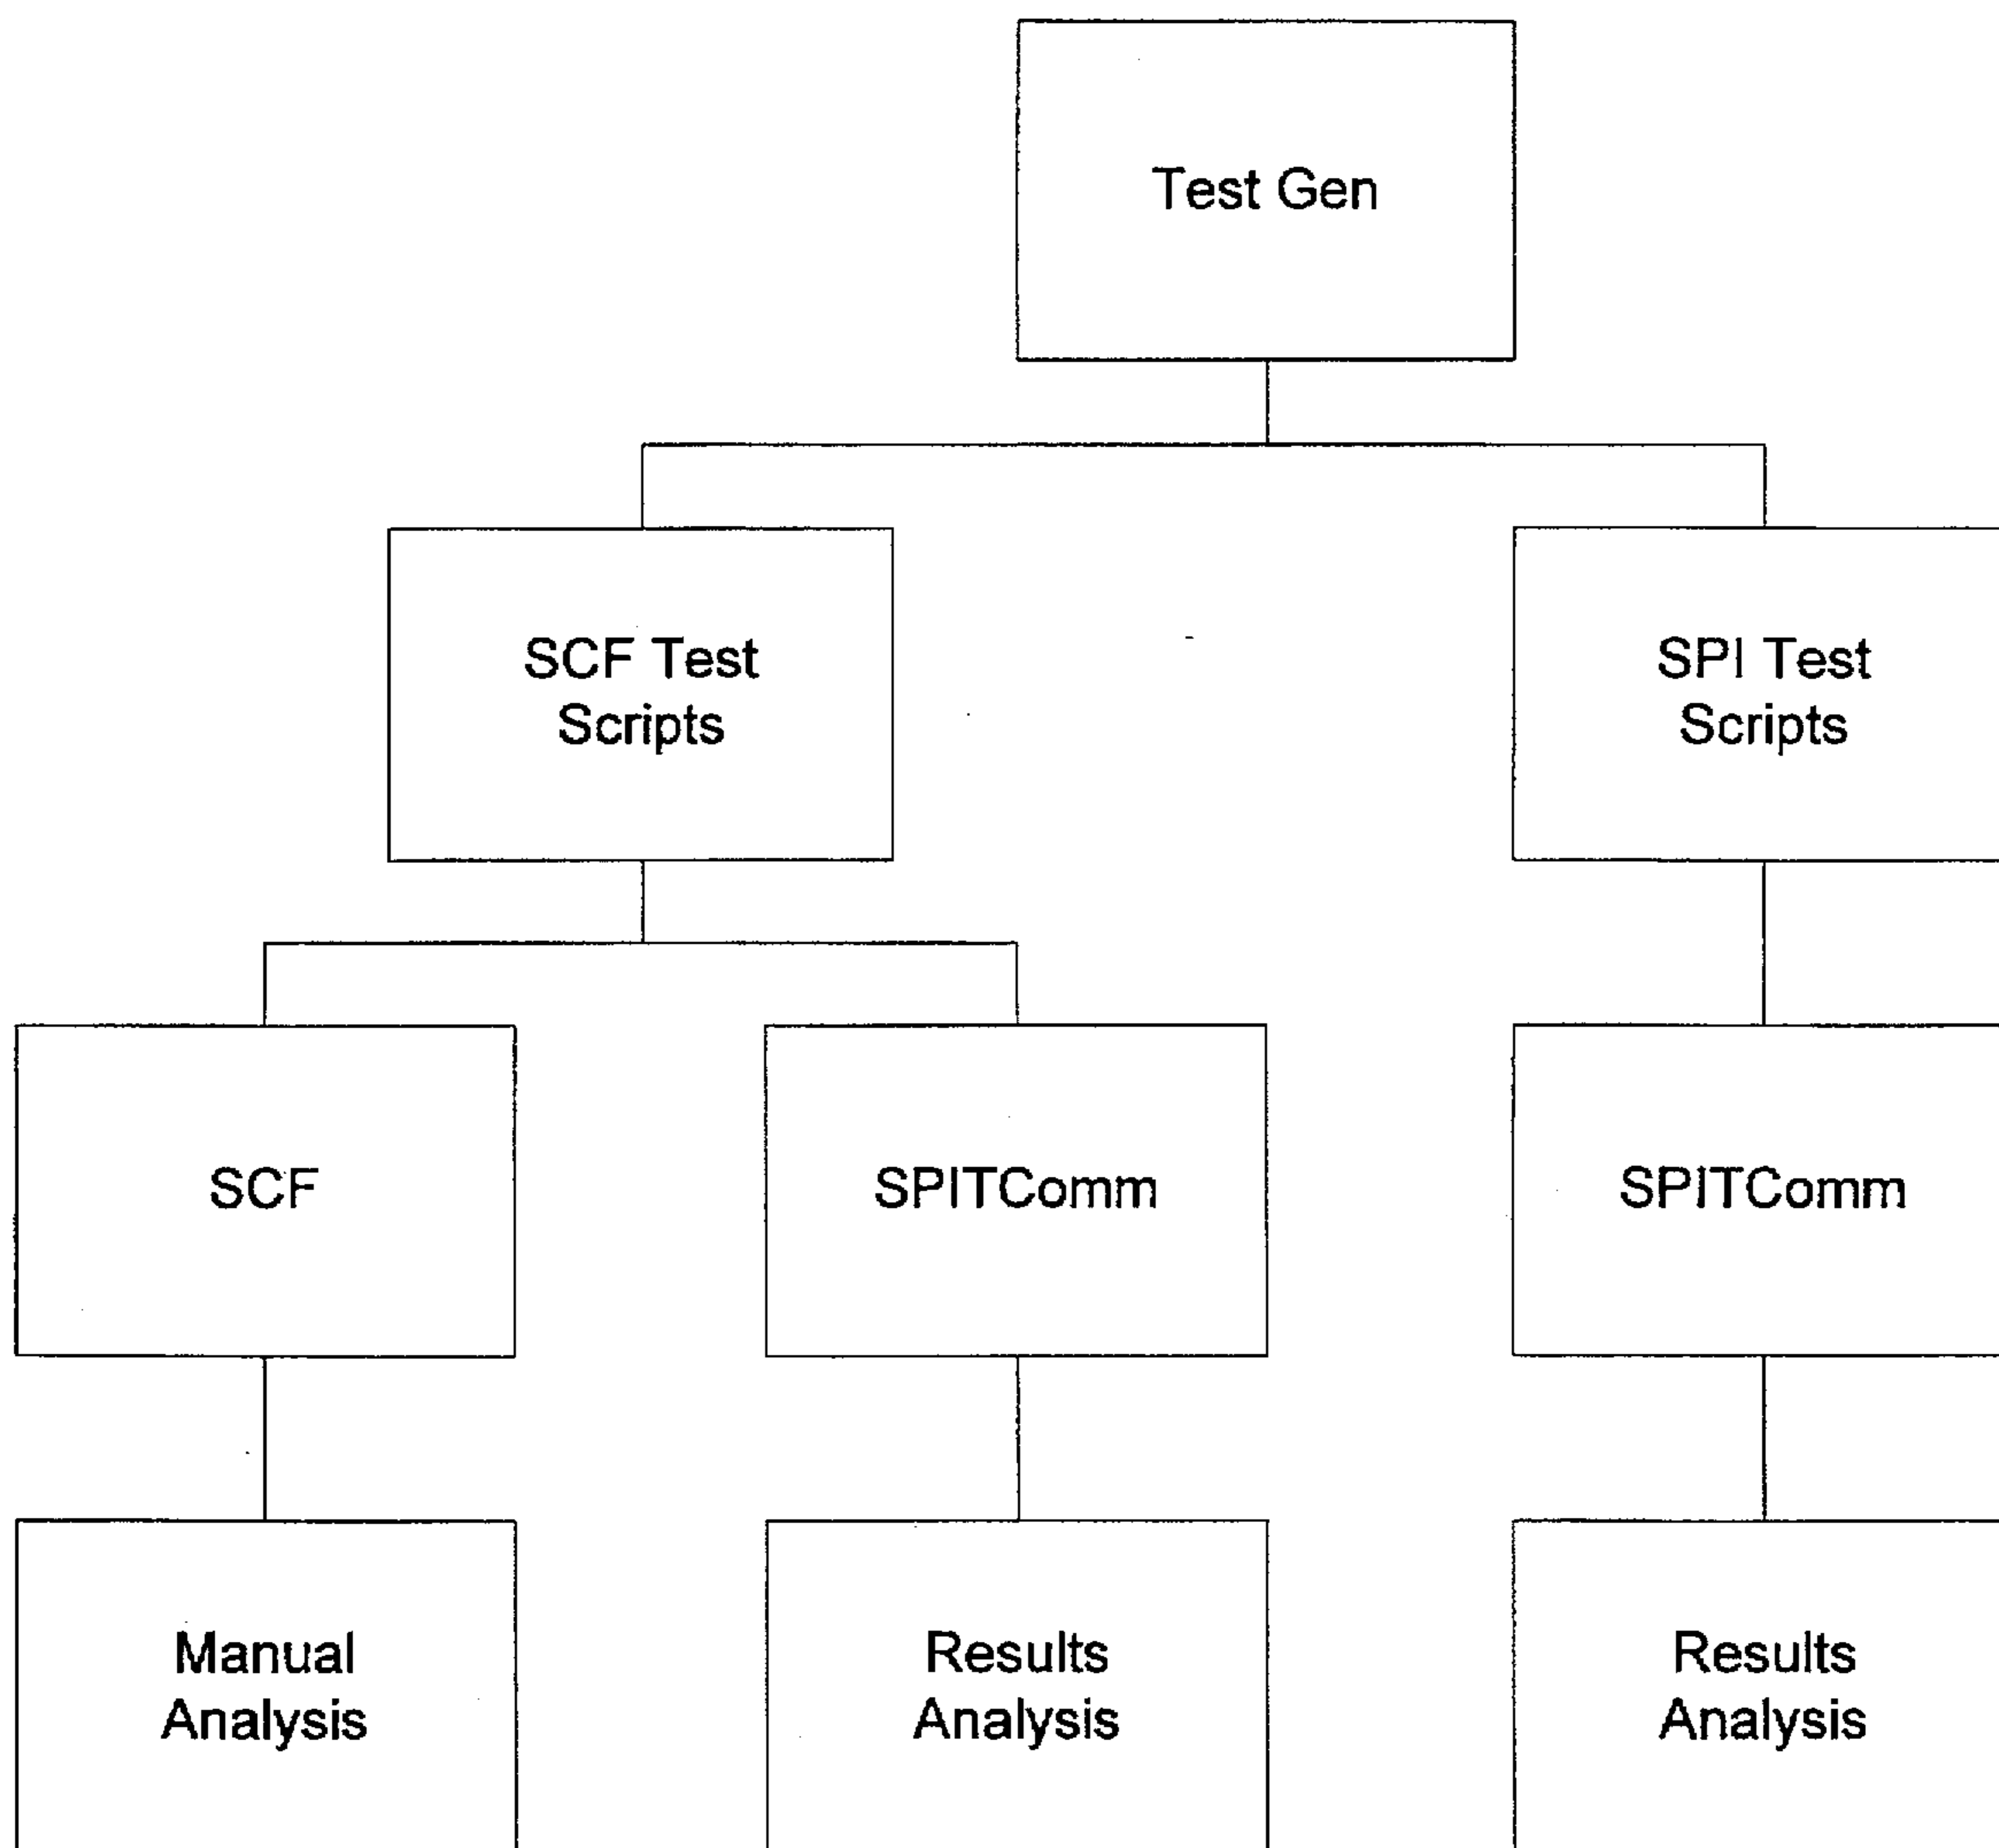 Test Gen
SCF Test
Scripts
SPI Test
Scripts
SCF
SPITComm
SPITComm
Manual
Analysis
Results
Analysis
Results
Analysis